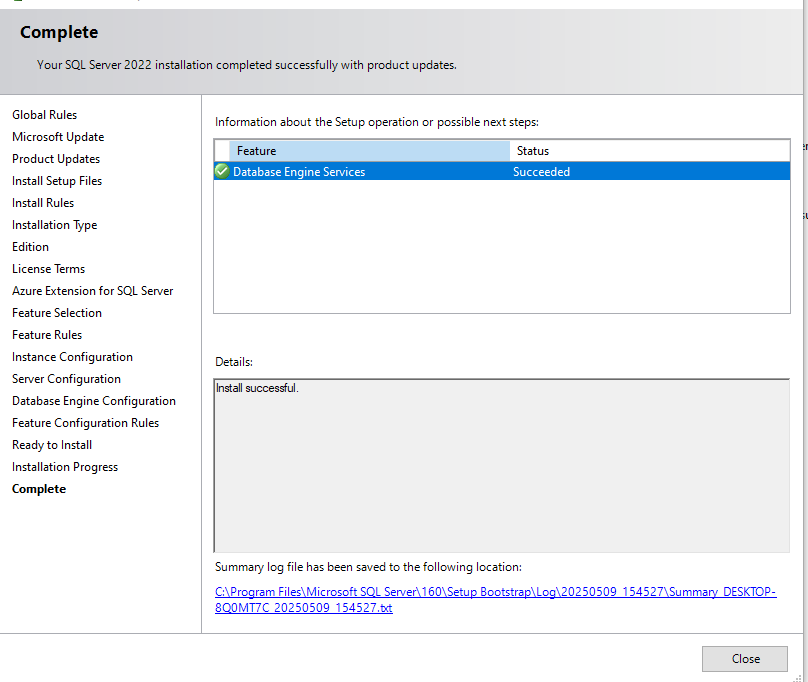 Complete
Your SQL Server 2022 installation completed successfully with product updates.
Global Rules
Microsoft Update
Product Updates
Install Setup Files
Install Rules
Installation Type
Edition
License Terms
Azure Extension for SQL Server
Feature Selection
Feature Rules
Instance Configuration
Server Configuration
Database Engine Configuration
Feature Configuration Rules
Ready to Install
Installation Progress
Complete
Information about the Setup operation or possible next steps:
Feature Status
Database Engine Services Succeeded
Details:
Install successful.
Summary log file has been saved to the following location:
C:\Program Files\Microsoft SQL Server\160\Setup Bootstrap\Log\20250509_154527\Summary_DESKTOP-
8Q0MT7C_20250509_154527.txt
Close